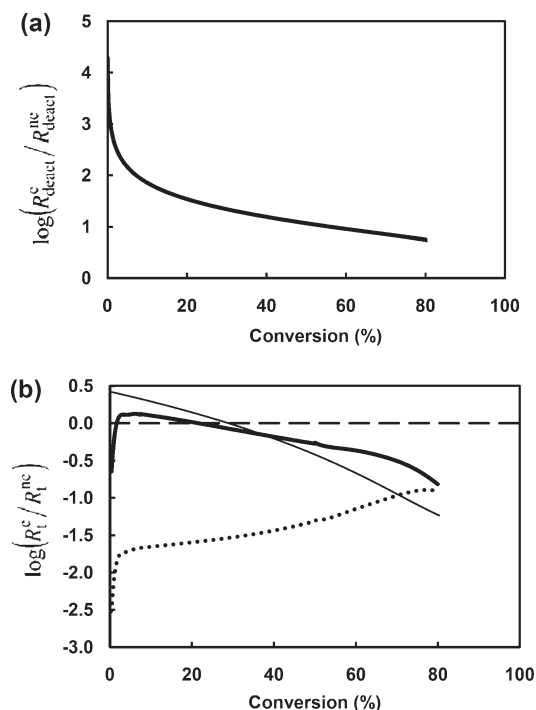 (a)
5
4
3
2
1
0
log(R^c_deact / R^nc_deact)
0 20 40 60 80 100
Conversion (%)
(b)
0.5
0.0
-0.5
-1.0
-1.5
-2.0
-2.5
-3.0
log(R^c_t / R^nc_t)
0 20 40 60 80 100
Conversion (%)